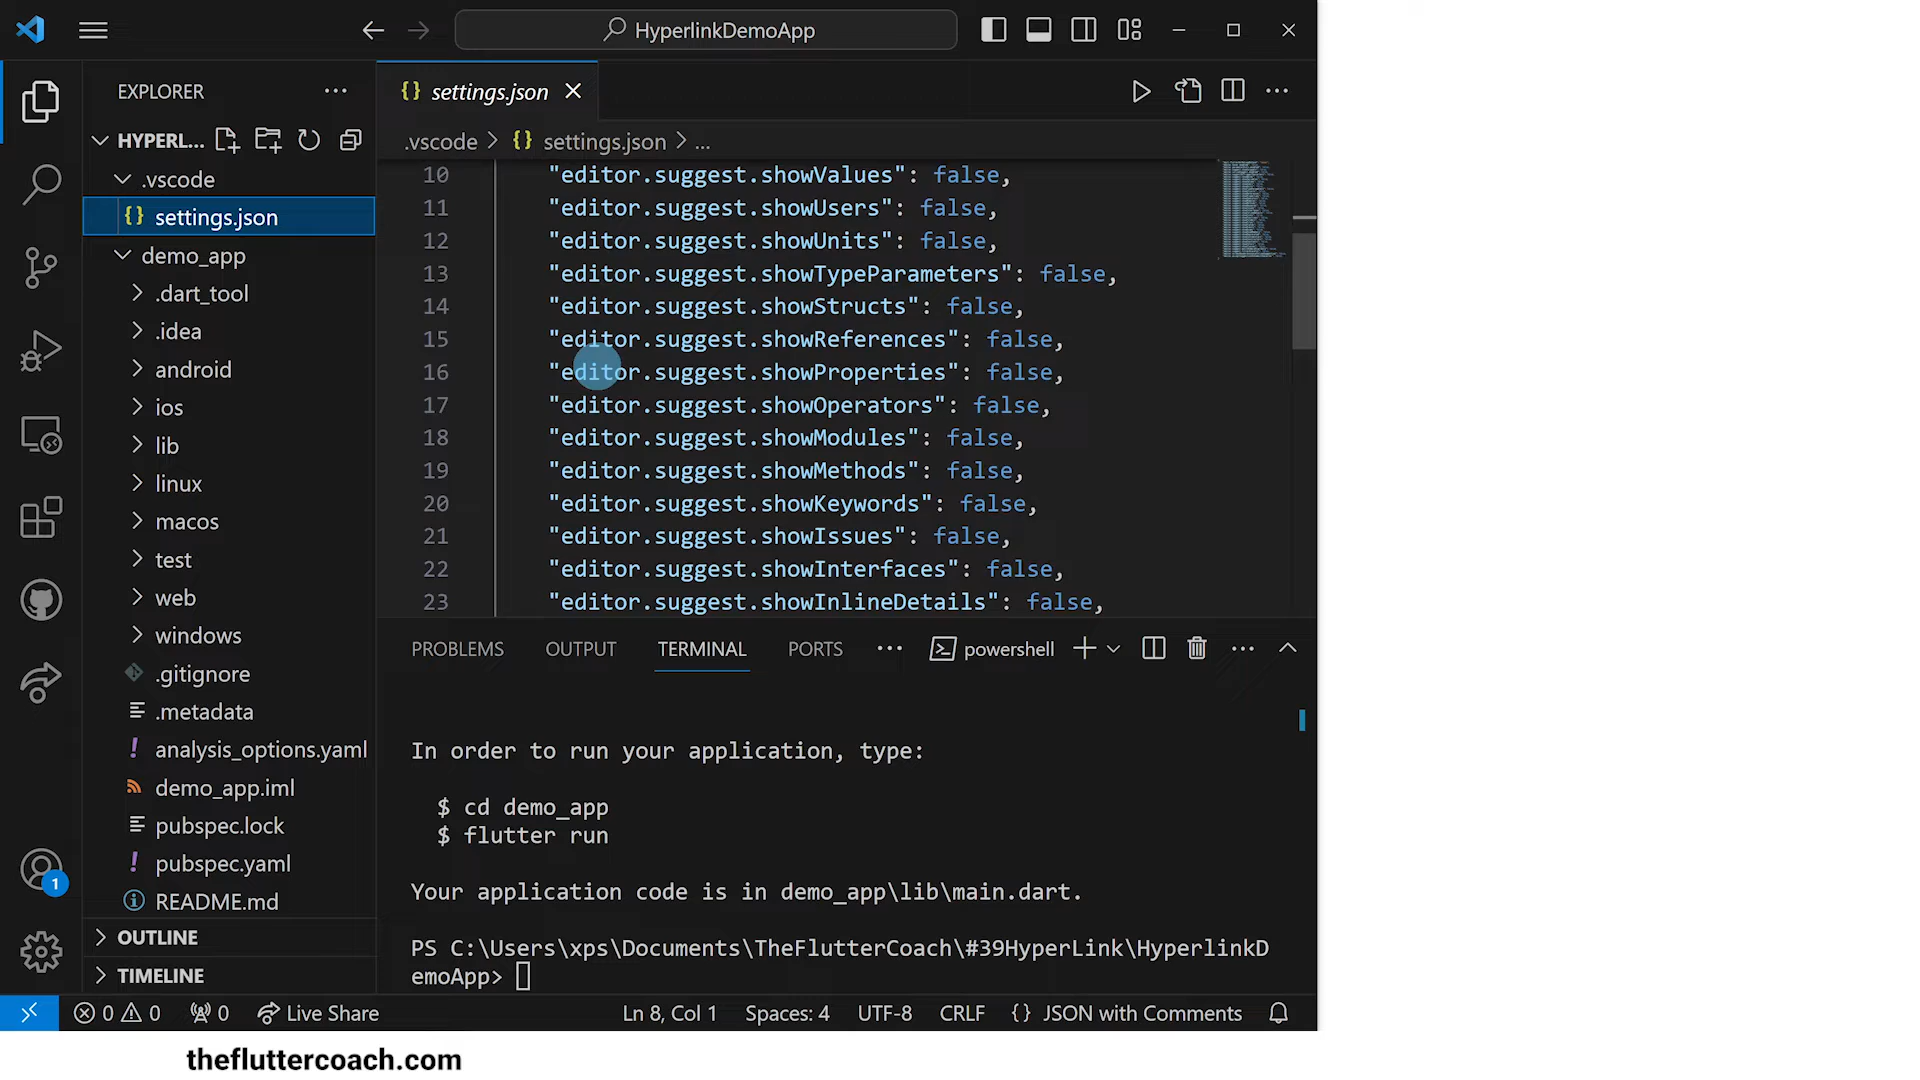 HyperlinkDemoApp
EXPLORER
settings.json
HYPERL...
.vscode > {} settings.json > ...
.vscode
{} settings.json
demo_app
.dart_tool
.idea
android
ios
lib
linux
macos
test
web
windows
.gitignore
.metadata
! analysis_options.yaml
demo_app.iml
pubspec.lock
! pubspec.yaml
README.md
OUTLINE
TIMELINE
10 "editor.suggest.showValues": false,
11 "editor.suggest.showUsers": false,
12 "editor.suggest.showUnits": false,
13 "editor.suggest.showTypeParameters": false,
14 "editor.suggest.showStructs": false,
15 "editor.suggest.showReferences": false,
16 "editor.suggest.showProperties": false,
17 "editor.suggest.showOperators": false,
18 "editor.suggest.showModules": false,
19 "editor.suggest.showMethods": false,
20 "editor.suggest.showKeywords": false,
21 "editor.suggest.showIssues": false,
22 "editor.suggest.showInterfaces": false,
23 "editor.suggest.showInlineDetails": false,
PROBLEMS OUTPUT TERMINAL PORTS ... powershell
In order to run your application, type:
$ cd demo_app
$ flutter run
Your application code is in demo_app\lib\main.dart.
PS C:\Users\xps\Documents\TheFlutterCoach\#39HyperLink\HyperlinkD
emoApp>
1
0 0 0 Live Share Ln 8, Col 1 Spaces: 4 UTF-8 CRLF {} JSON with Comments
thefluttercoach.com